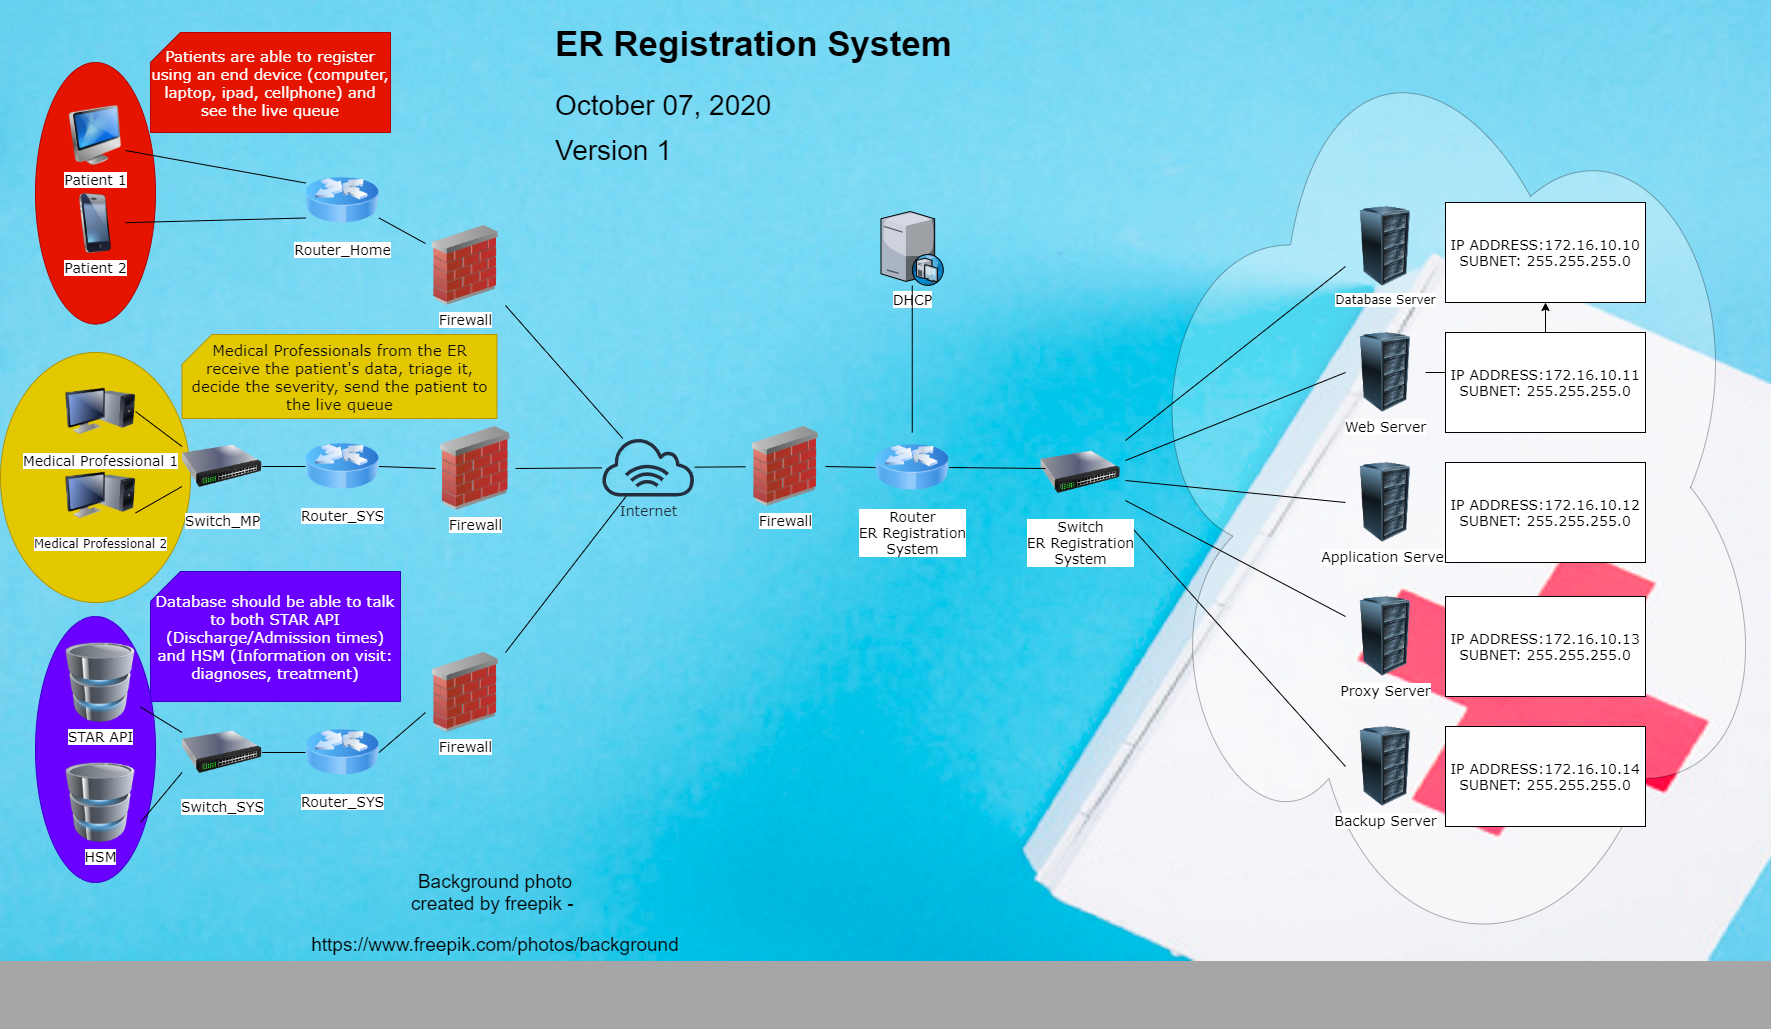 ER Registration System
October 07, 2020
Version 1
Patients are able to register
using an end device (computer,
laptop, ipad, cellphone) and
see the live queue
Patient 1
Patient 2
Router_Home
Firewall
Medical Professionals from the ER
receive the patient's data, triage it,
decide the severity, send the patient to
the live queue
Medical Professional 1
Medical Professional 2
Switch_MP
Router_SYS
Firewall
Internet
Firewall
DHCP
Router
ER Registration
System
Switch
ER Registration
System
Database should be able to talk
to both STAR API
(Discharge/Admission times)
and HSM (Information on visit:
diagnoses, treatment)
STAR API
HSM
Switch_SYS
Router_SYS
Firewall
Database Server
IP ADDRESS:172.16.10.10
SUBNET: 255.255.255.0
Web Server
IP ADDRESS:172.16.10.11
SUBNET: 255.255.255.0
Application Serve
IP ADDRESS:172.16.10.12
SUBNET: 255.255.255.0
Proxy Server
IP ADDRESS:172.16.10.13
SUBNET: 255.255.255.0
Backup Server
IP ADDRESS:172.16.10.14
SUBNET: 255.255.255.0
Background photo
created by freepik -
https://www.freepik.com/photos/background